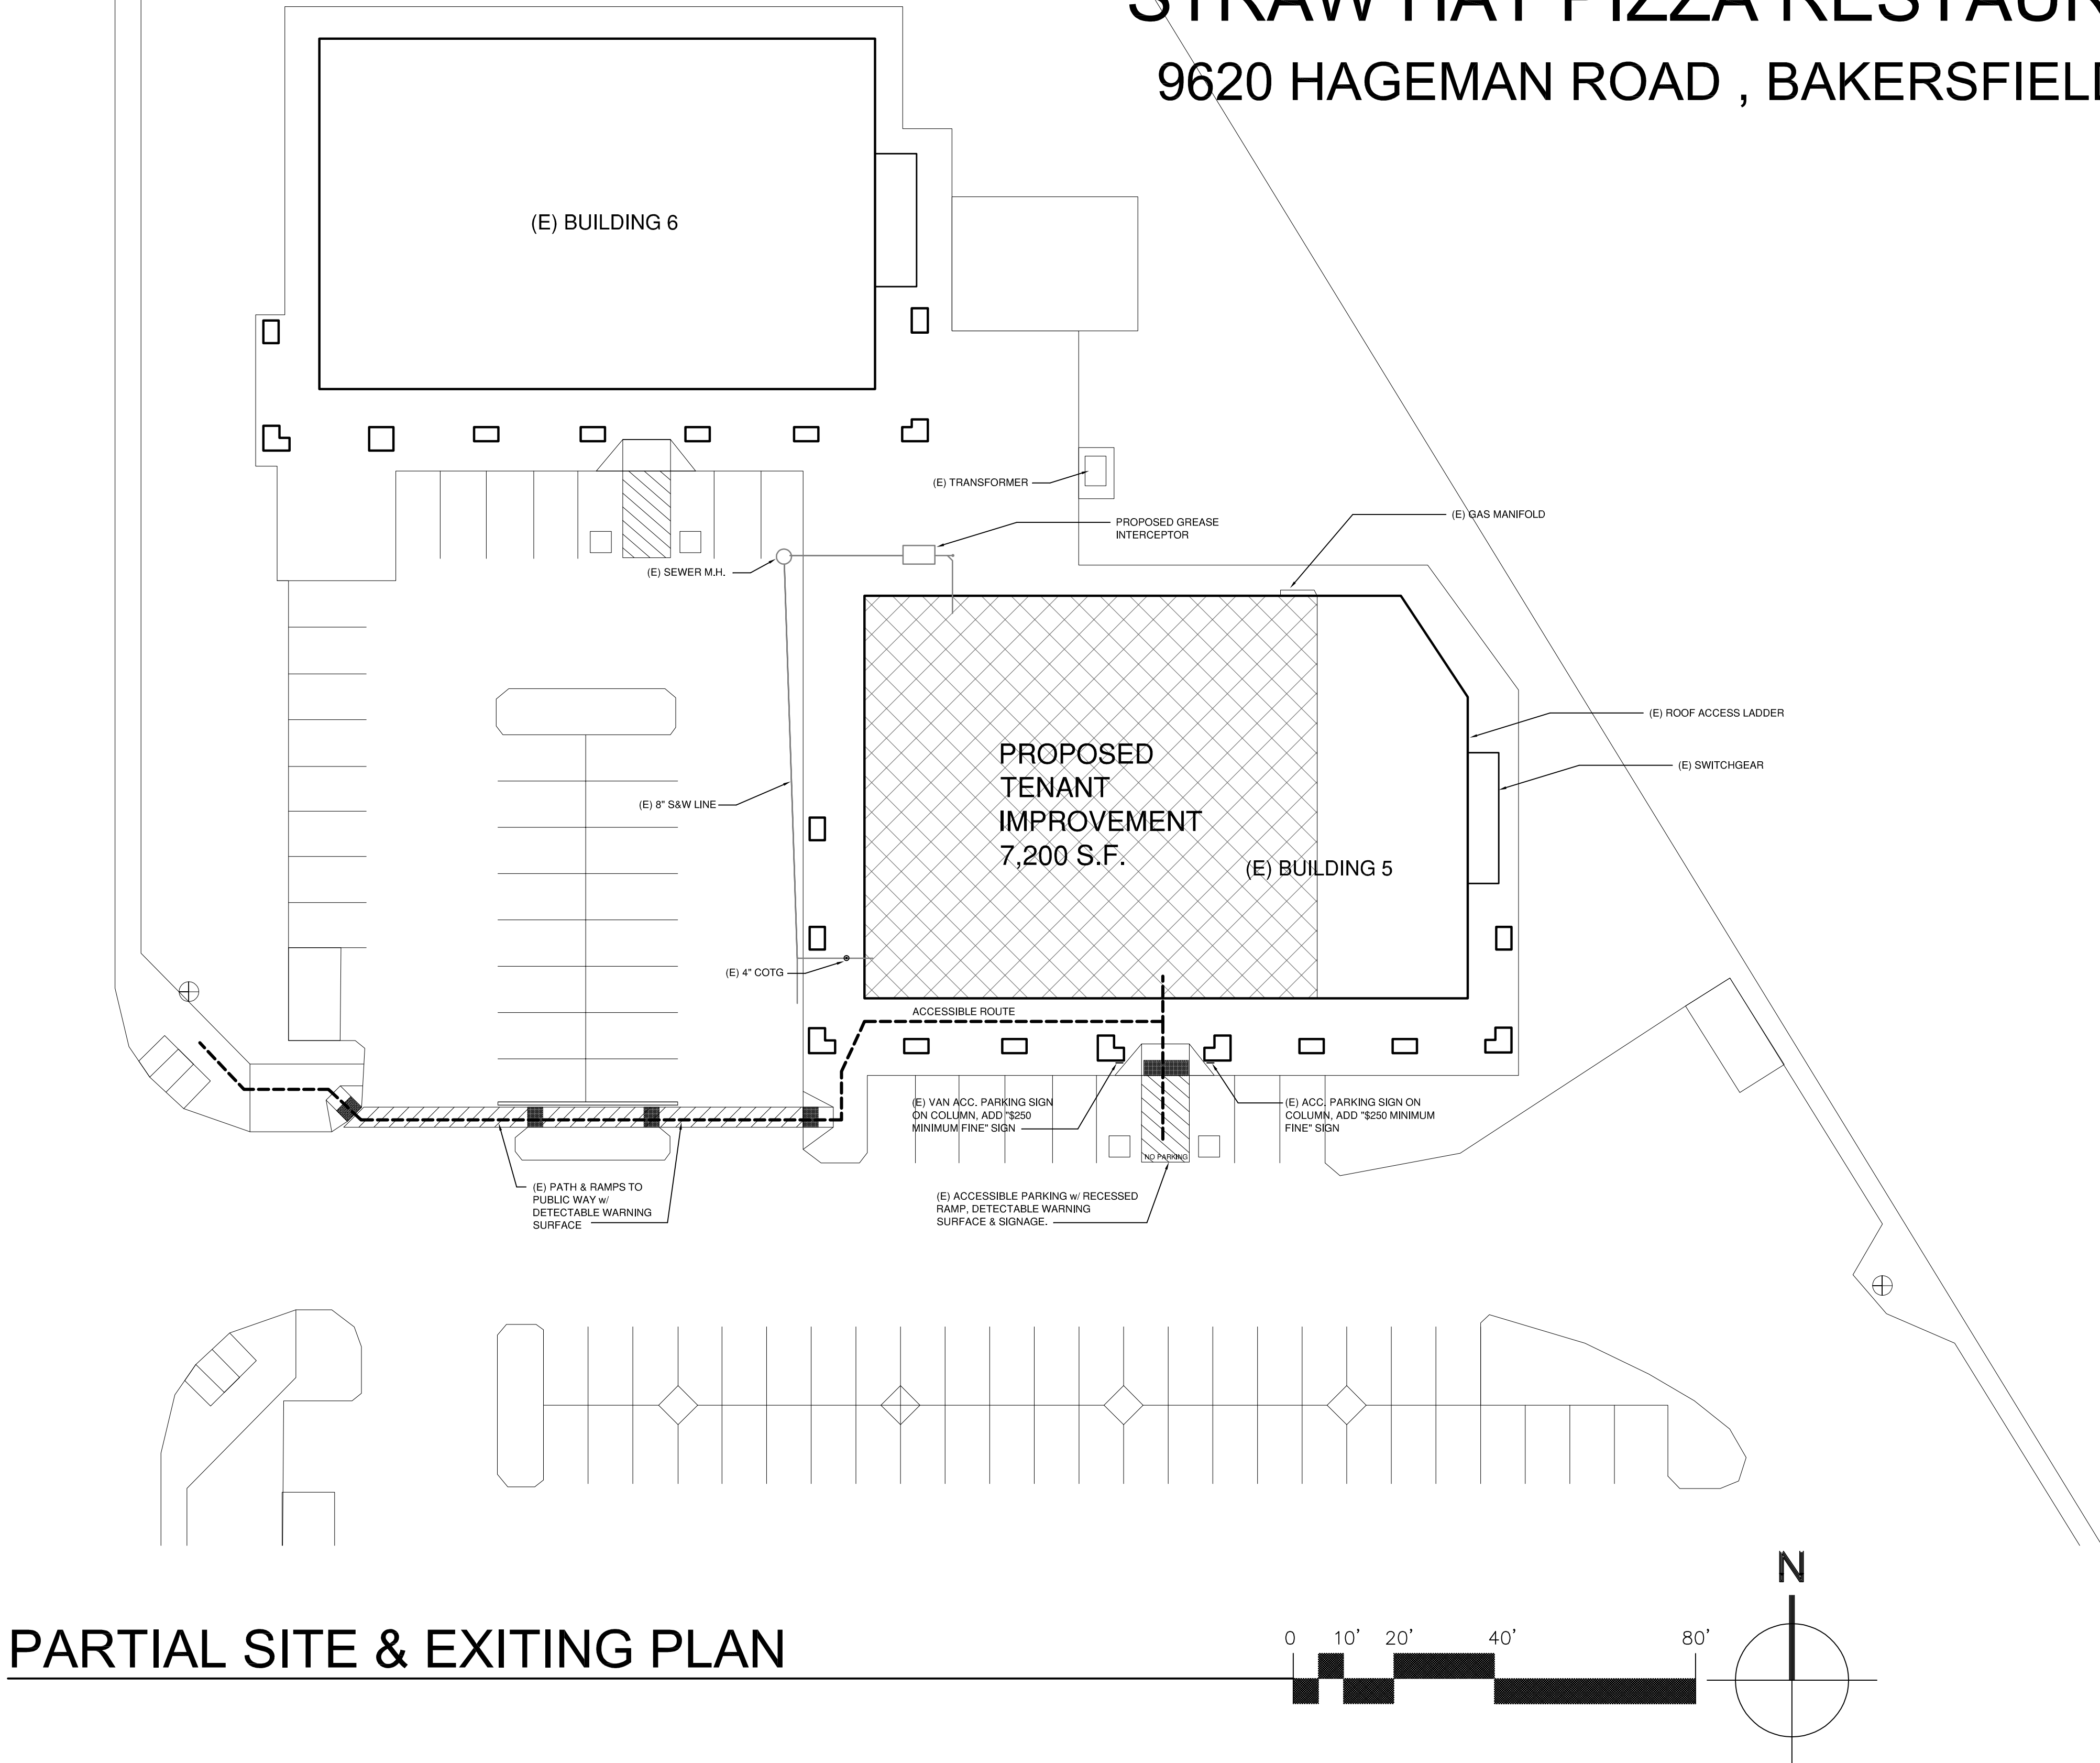 STRAW HAT PIZZA RESTAUR
9620 HAGEMAN ROAD , BAKERSFIEL
(E) BUILDING 6
(E) TRANSFORMER
PROPOSED GREASE
INTERCEPTOR
(E) GAS MANIFOLD
(E) SEWER M.H.
(E) ROOF ACCESS LADDER
(E) SWITCHGEAR
PROPOSED
TENANT
IMPROVEMENT
7,200 S.F.
(E) 8" S&W LINE
(E) BUILDING 5
(E) 4" COTG
ACCESSIBLE ROUTE
(E) VAN ACC. PARKING SIGN
ON COLUMN, ADD "$250
MINIMUM FINE" SIGN
(E) ACC. PARKING SIGN ON
COLUMN, ADD "$250 MINIMUM
FINE" SIGN
NO PARKING
(E) PATH & RAMPS TO
PUBLIC WAY w/
DETECTABLE WARNING
SURFACE
(E) ACCESSIBLE PARKING w/ RECESSED
RAMP, DETECTABLE WARNING
SURFACE & SIGNAGE.
N
PARTIAL SITE & EXITING PLAN
0 10' 20' 40' 80'